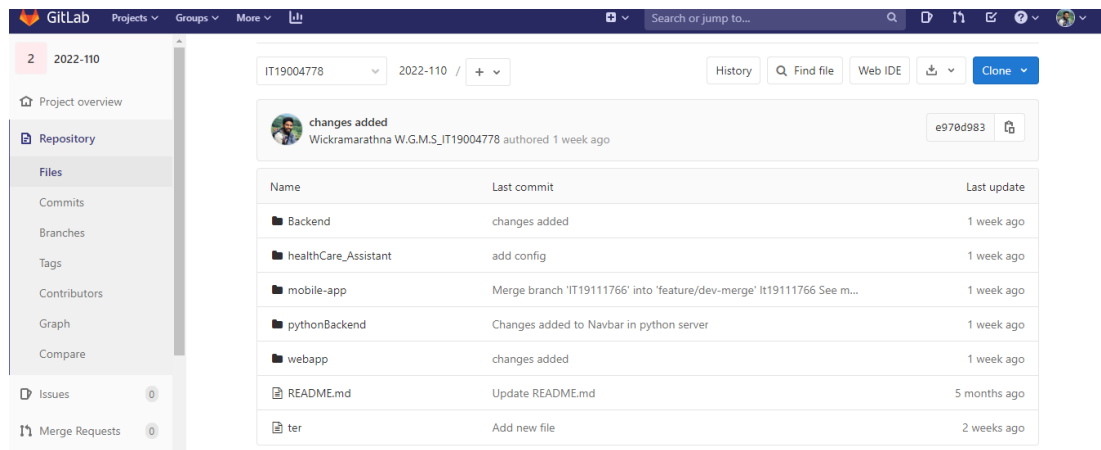 GitLab Projects Groups More Search or jump to...
2 2022-110
Project overview
Repository
Files
Commits
Branches
Tags
Contributors
Graph
Compare
Issues 0
Merge Requests 0
IT19004778 2022-110 / + History Find file Web IDE Clone
changes added
Wickramarathna W.G.M.S_IT19004778 authored 1 week ago
e970d983
Name Last commit Last update
Backend changes added 1 week ago
healthCare_Assistant add config 1 week ago
mobile-app Merge branch 'IT19111766' into 'feature/dev-merge' It19111766 See m... 1 week ago
pythonBackend Changes added to Navbar in python server 1 week ago
webapp changes added 1 week ago
README.md Update README.md 5 months ago
ter Add new file 2 weeks ago